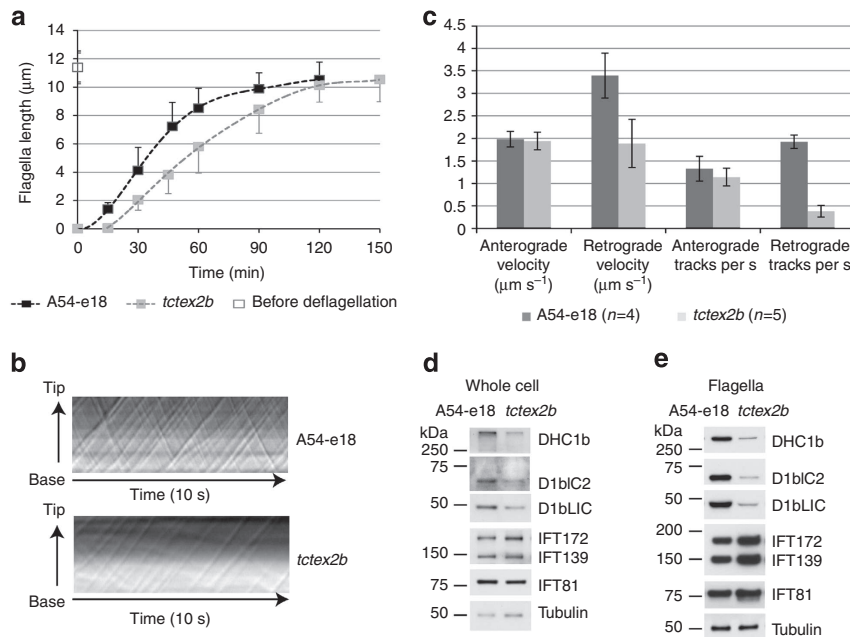 a
14
12
10
8
6
4
2
0
Flagella length (μm)
0 30 60 90 120 150
Time (min)
A54-e18 tctex2b Before deflagellation
c
4.5
4
3.5
3
2.5
2
1.5
1
0.5
0
Anterograde velocity (μm s−1)
Retrograde velocity (μm s−1)
Anterograde tracks per s
Retrograde tracks per s
A54-e18 (n=4) tctex2b (n=5)
b
Tip
A54-e18
Base
Time (10 s)
Tip
tctex2b
Base
Time (10 s)
d
Whole cell
A54-e18 tctex2b
kDa
DHC1b
250
75
D1bIC2
50
D1bLIC
IFT172
150
IFT139
75
IFT81
50
Tubulin
e
Flagella
A54-e18 tctex2b
kDa
DHC1b
250
75
D1bIC2
50
D1bLIC
200
IFT172
150
IFT139
75
IFT81
50
Tubulin